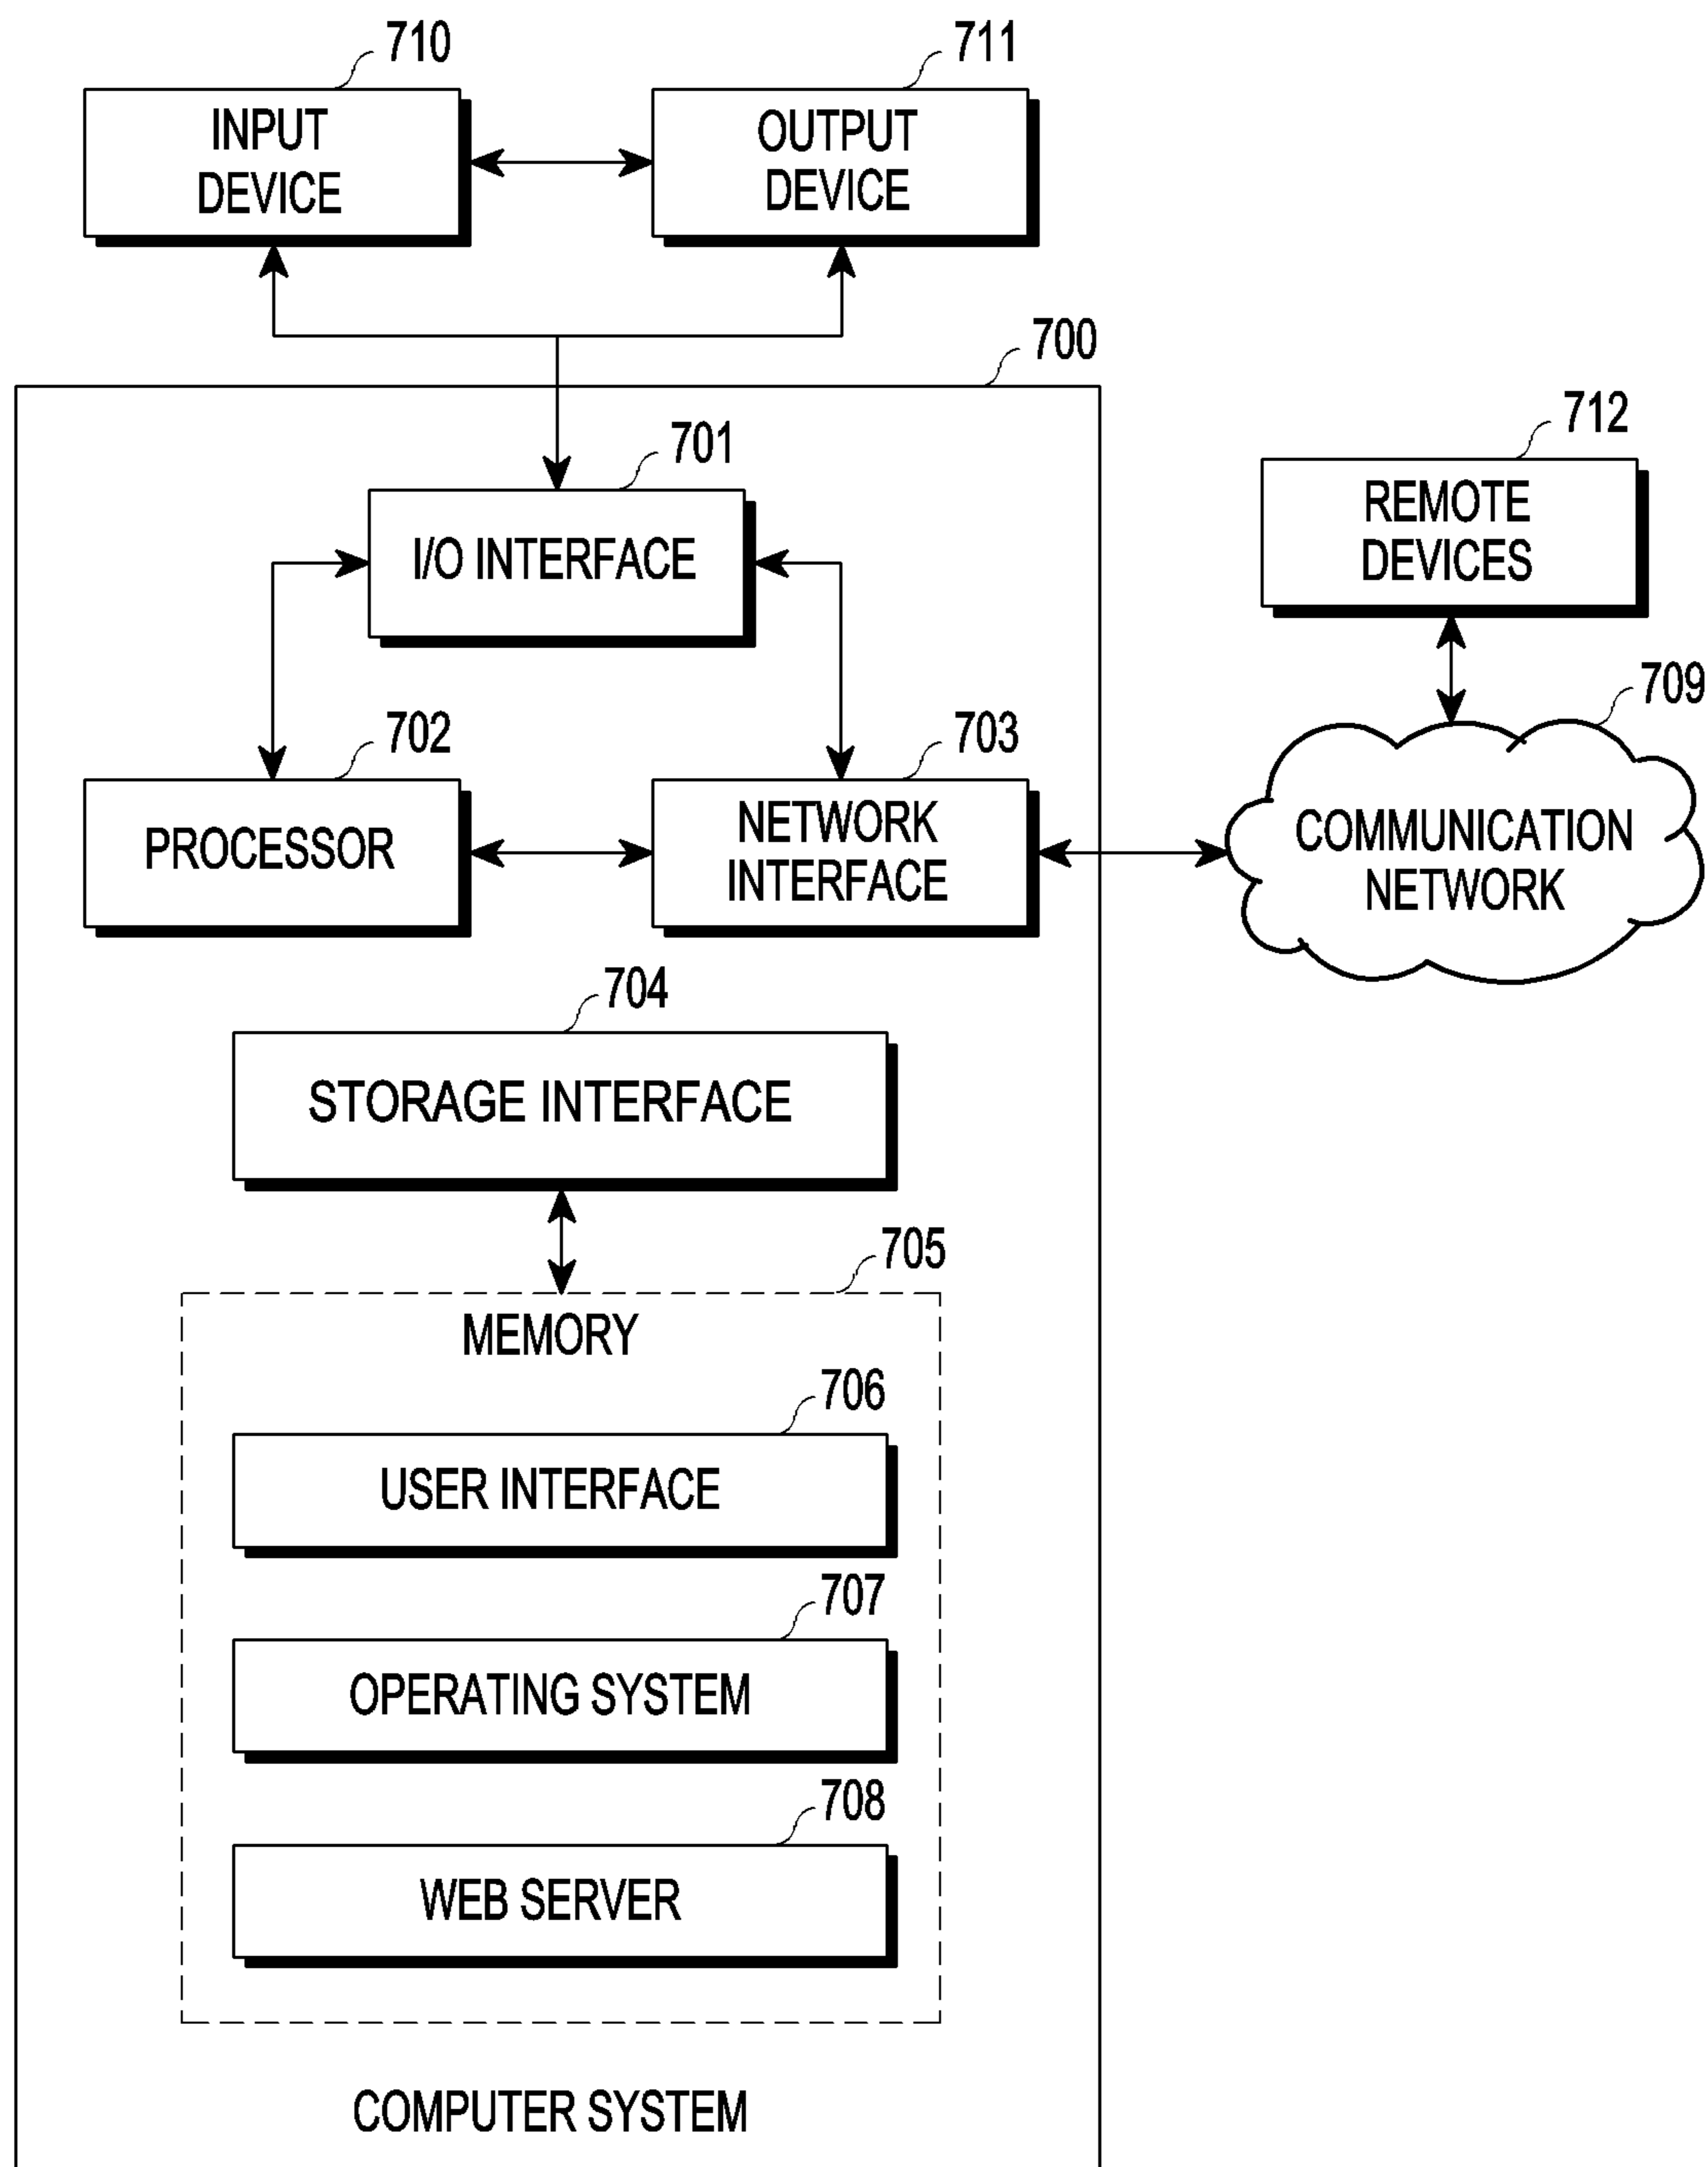 710
INPUT
DEVICE
711
OUTPUT
DEVICE
700
701
I/O INTERFACE
712
REMOTE
DEVICES
702
PROCESSOR
703
NETWORK
INTERFACE
709
COMMUNICATION
NETWORK
704
STORAGE INTERFACE
705
MEMORY
706
USER INTERFACE
707
OPERATING SYSTEM
708
WEB SERVER
COMPUTER SYSTEM